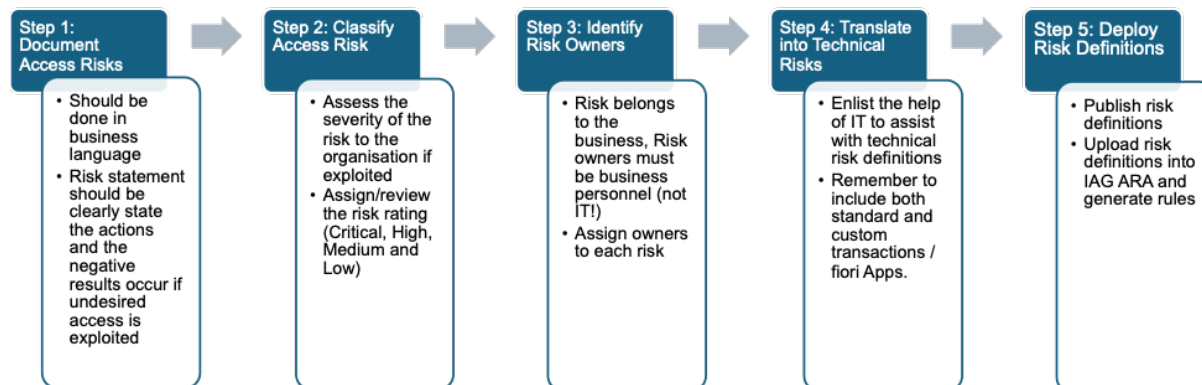 Step 1:
Document
Access Risks
• Should be
done in
business
language
• Risk statement
should be
clearly state
the actions
and the
negative
results occur if
undesired
access is
exploited
Step 2: Classify
Access Risk
• Assess the
severity of the
risk to the
organisation if
exploited
• Assign/review
the risk rating
(Critical, High,
Medium and
Low)
Step 3: Identify
Risk Owners
• Risk belongs
to the
business, Risk
owners must
be business
personnel (not
IT!)
• Assign owners
to each risk
Step 4: Translate
into Technical
Risks
• Enlist the help
of IT to assist
with technical
risk definitions
• Remember to
include both
standard and
custom
transactions /
fiori Apps.
Step 5: Deploy
Risk Definitions
• Publish risk
definitions
• Upload risk
definitions into
IAG ARA and
generate rules